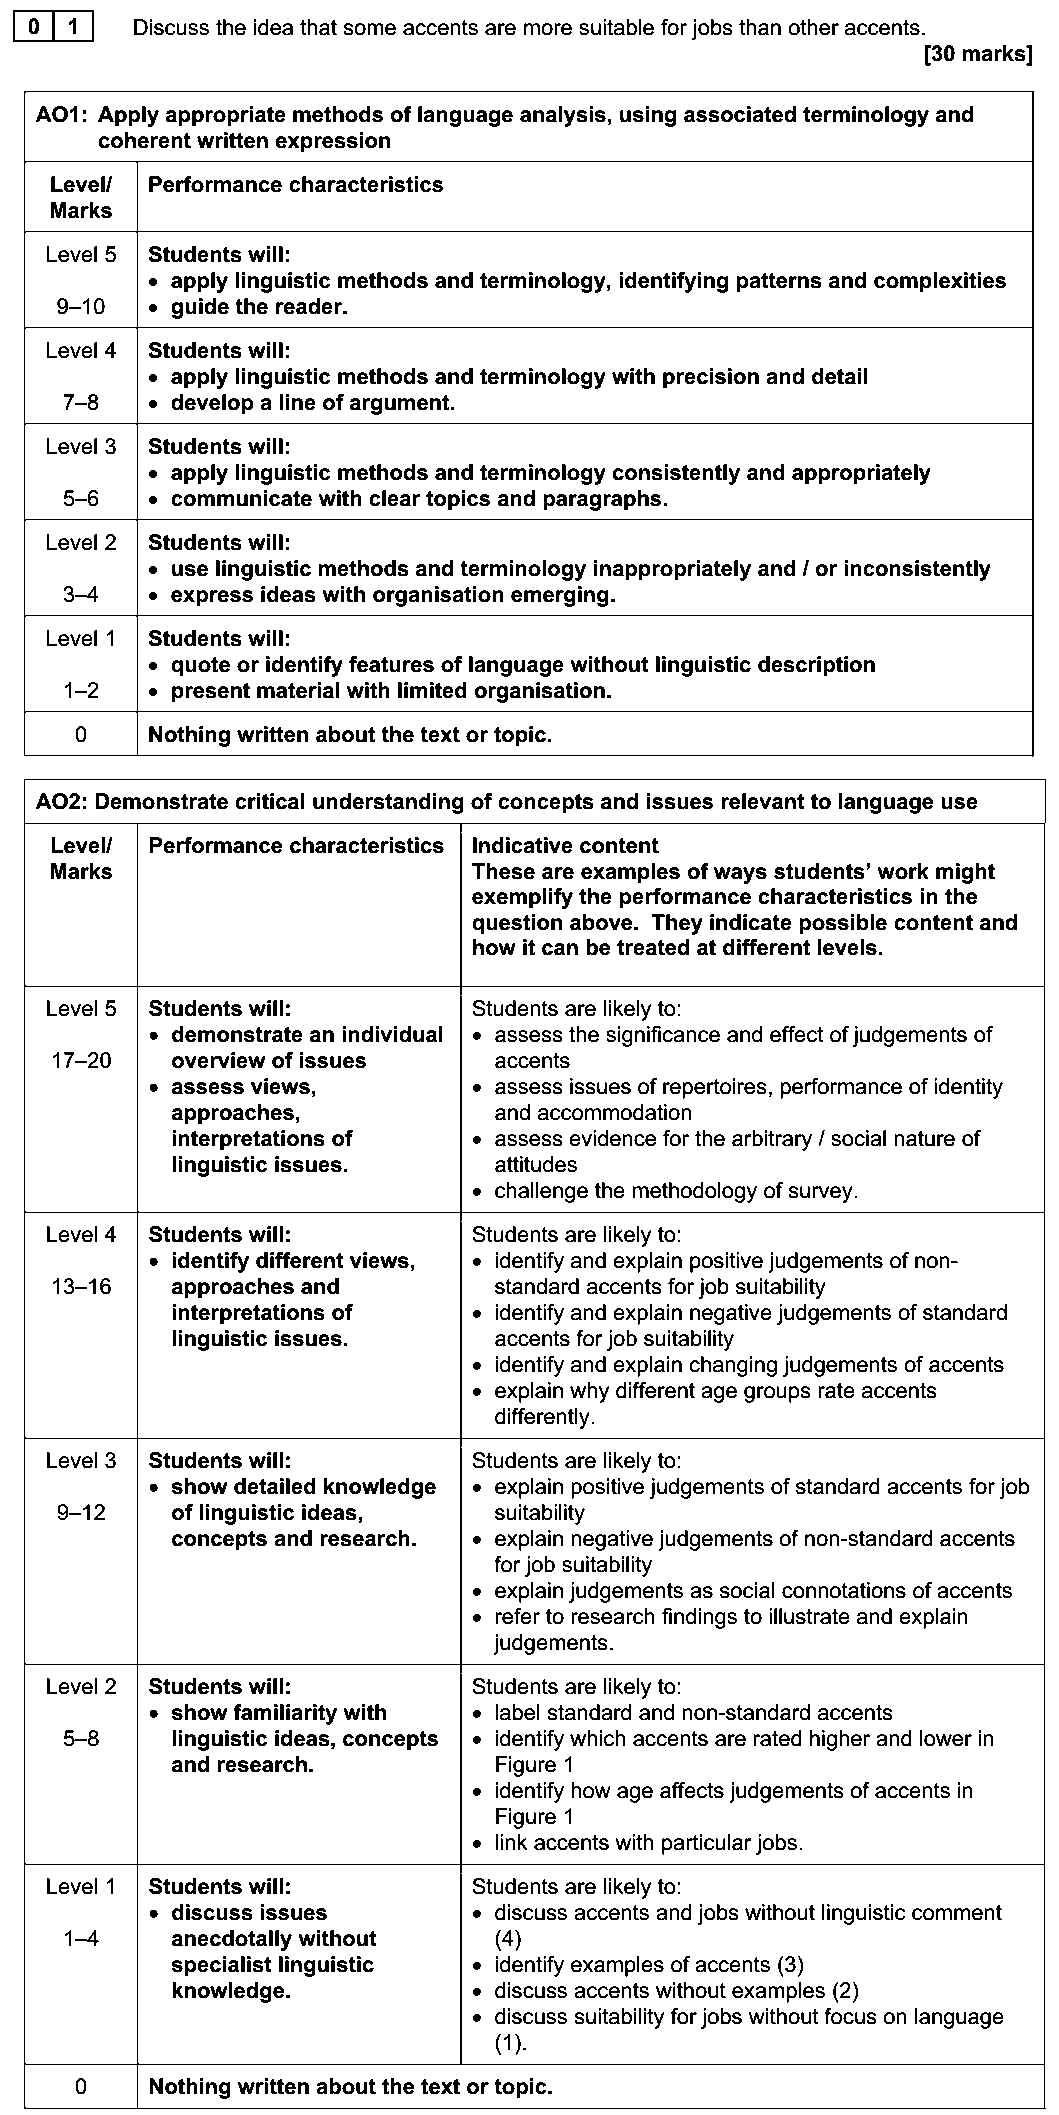 0 1 Discuss the idea that some accents are more suitable for jobs than other accents.
[30 marks]
AO1: Apply appropriate methods of language analysis, using associated terminology and
coherent written expression
Level/
Marks
Performance characteristics
Level 5
9–10
Students will:
• apply linguistic methods and terminology, identifying patterns and complexities
• guide the reader.
Level 4
7–8
Students will:
• apply linguistic methods and terminology with precision and detail
• develop a line of argument.
Level 3
5–6
Students will:
• apply linguistic methods and terminology consistently and appropriately
• communicate with clear topics and paragraphs.
Level 2
3–4
Students will:
• use linguistic methods and terminology inappropriately and / or inconsistently
• express ideas with organisation emerging.
Level 1
1–2
Students will:
• quote or identify features of language without linguistic description
• present material with limited organisation.
0
Nothing written about the text or topic.
AO2: Demonstrate critical understanding of concepts and issues relevant to language use
Level/
Marks
Performance characteristics
Indicative content
These are examples of ways students’ work might
exemplify the performance characteristics in the
question above. They indicate possible content and
how it can be treated at different levels.
Level 5
17–20
Students will:
• demonstrate an individual
overview of issues
• assess views,
approaches,
interpretations of
linguistic issues.
Students are likely to:
• assess the significance and effect of judgements of
accents
• assess issues of repertoires, performance of identity
and accommodation
• assess evidence for the arbitrary / social nature of
attitudes
• challenge the methodology of survey.
Level 4
13–16
Students will:
• identify different views,
approaches and
interpretations of
linguistic issues.
Students are likely to:
• identify and explain positive judgements of non-
standard accents for job suitability
• identify and explain negative judgements of standard
accents for job suitability
• identify and explain changing judgements of accents
• explain why different age groups rate accents
differently.
Level 3
9–12
Students will:
• show detailed knowledge
of linguistic ideas,
concepts and research.
Students are likely to:
• explain positive judgements of standard accents for job
suitability
• explain negative judgements of non-standard accents
for job suitability
• explain judgements as social connotations of accents
• refer to research findings to illustrate and explain
judgements.
Level 2
5–8
Students will:
• show familiarity with
linguistic ideas, concepts
and research.
Students are likely to:
• label standard and non-standard accents
• identify which accents are rated higher and lower in
Figure 1
• identify how age affects judgements of accents in
Figure 1
• link accents with particular jobs.
Level 1
1–4
Students will:
• discuss issues
anecdotally without
specialist linguistic
knowledge.
Students are likely to:
• discuss accents and jobs without linguistic comment
(4)
• identify examples of accents (3)
• discuss accents without examples (2)
• discuss suitability for jobs without focus on language
(1).
0
Nothing written about the text or topic.